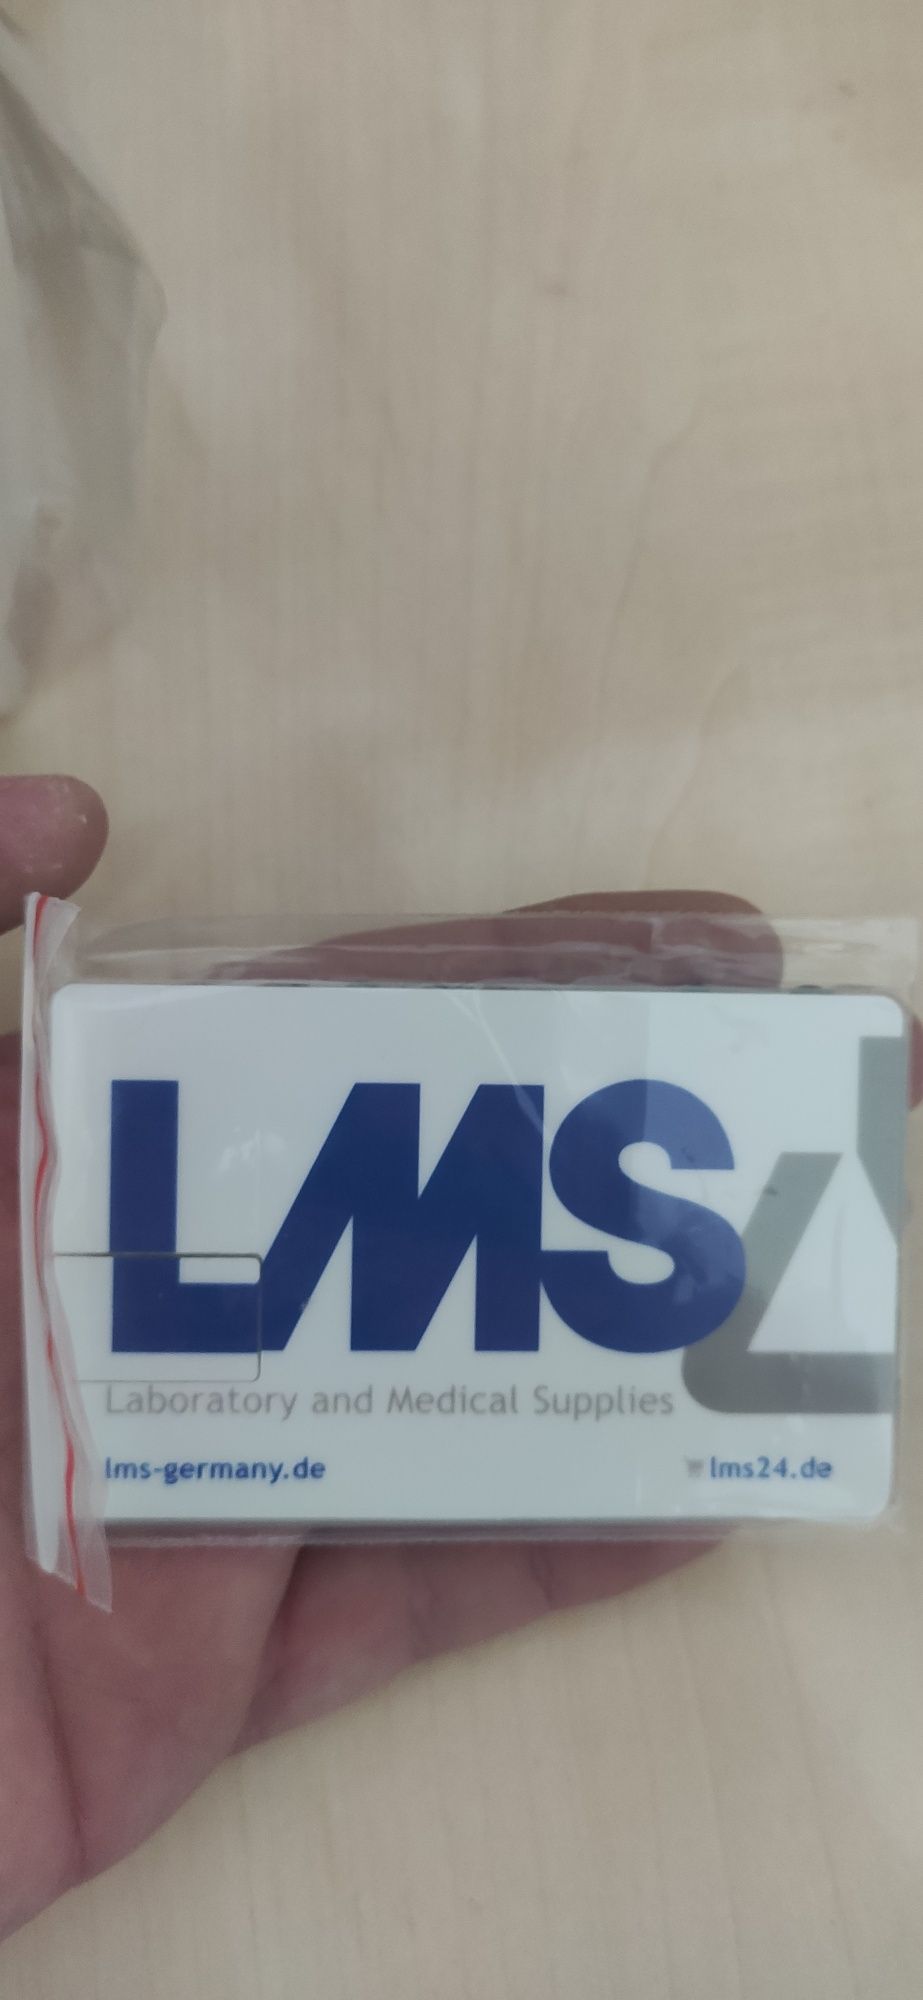 LMS
Laboratory and Medical Supplies
lms-germany.de
lms24.de